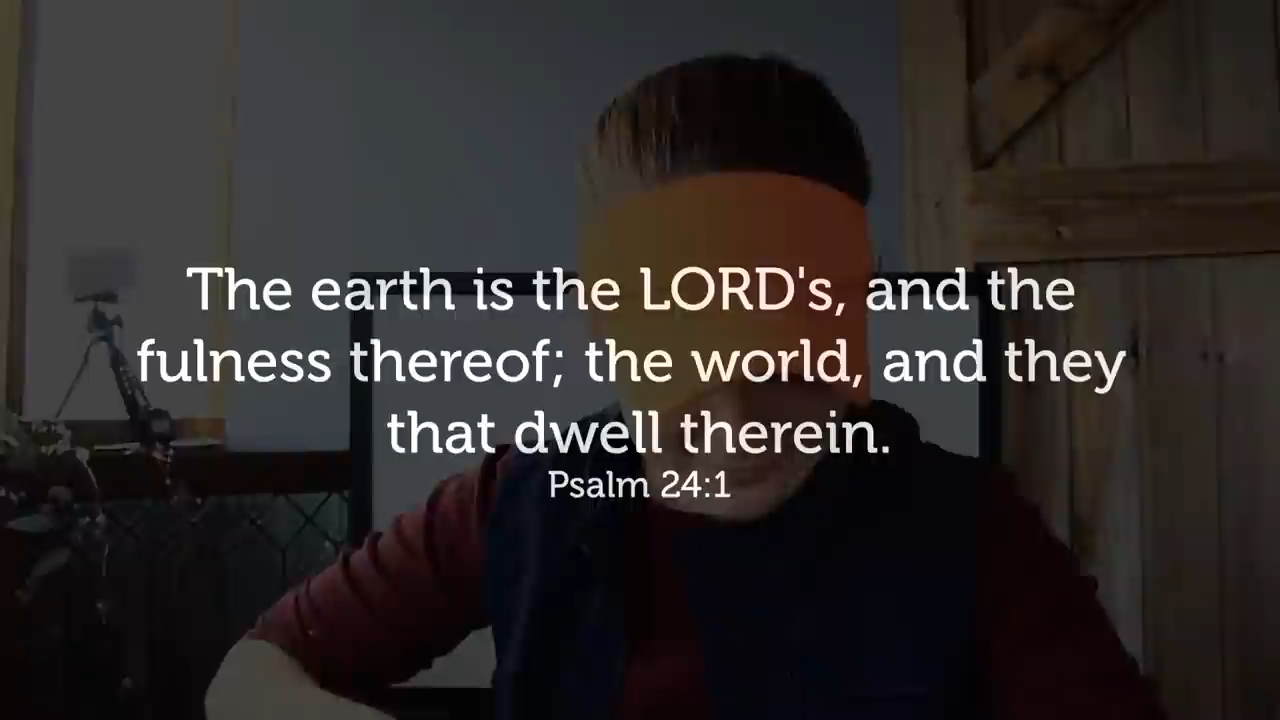 The earth is the LORD's, and the
fulness thereof; the world, and they
that dwell therein.
Psalm 24:1